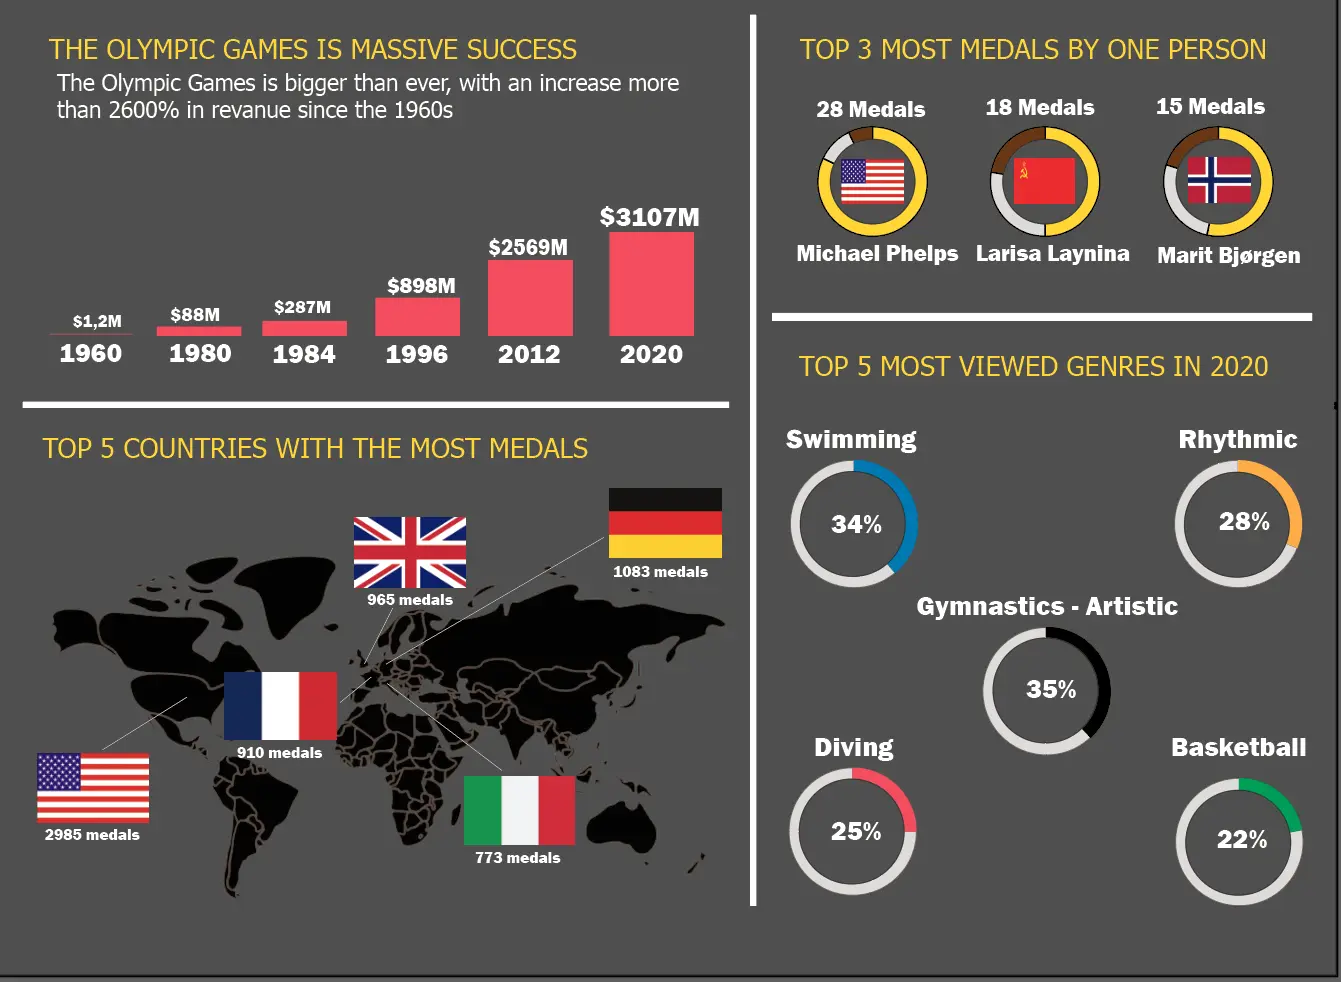 THE OLYMPIC GAMES IS MASSIVE SUCCESS
The Olympic Games is bigger than ever, with an increase more
than 2600% in revanue since the 1960s
$1,2M
$88M
$287M
$898M
$2569M
$3107M
1960
1980
1984
1996
2012
2020
TOP 5 COUNTRIES WITH THE MOST MEDALS
1083 medals
965 medals
910 medals
2985 medals
773 medals
TOP 3 MOST MEDALS BY ONE PERSON
28 Medals
18 Medals
15 Medals
Michael Phelps
Larisa Laynina
Marit Bjørgen
TOP 5 MOST VIEWED GENRES IN 2020
Swimming
34%
Rhythmic
28%
Gymnastics - Artistic
35%
Diving
25%
Basketball
22%